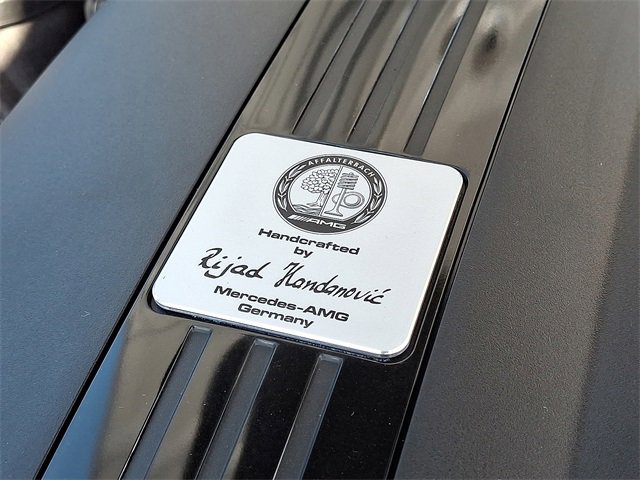 AFFALTERBACH
AMG
Handcrafted
by
Rijad Handanović
Mercedes-AMG
Germany